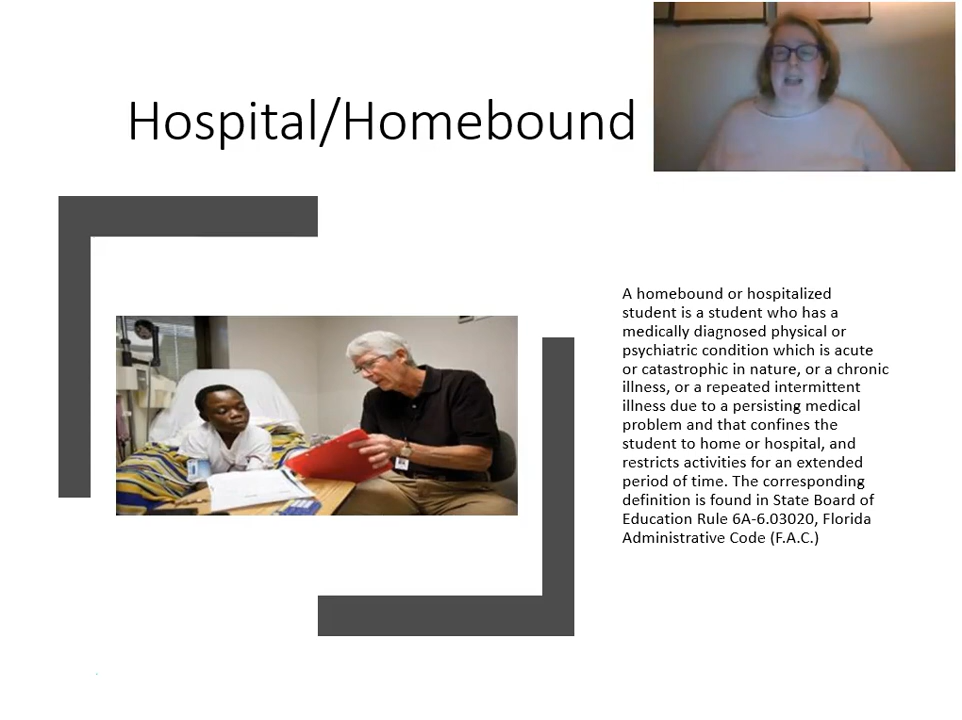 Hospital/Homebound
A homebound or hospitalized
student is a student who has a
medically diagnosed physical or
psychiatric condition which is acute
or catastrophic in nature, or a chronic
illness, or a repeated intermittent
illness due to a persisting medical
problem and that confines the
student to home or hospital, and
restricts activities for an extended
period of time. The corresponding
definition is found in State Board of
Education Rule 6A-6.03020, Florida
Administrative Code (F.A.C.)